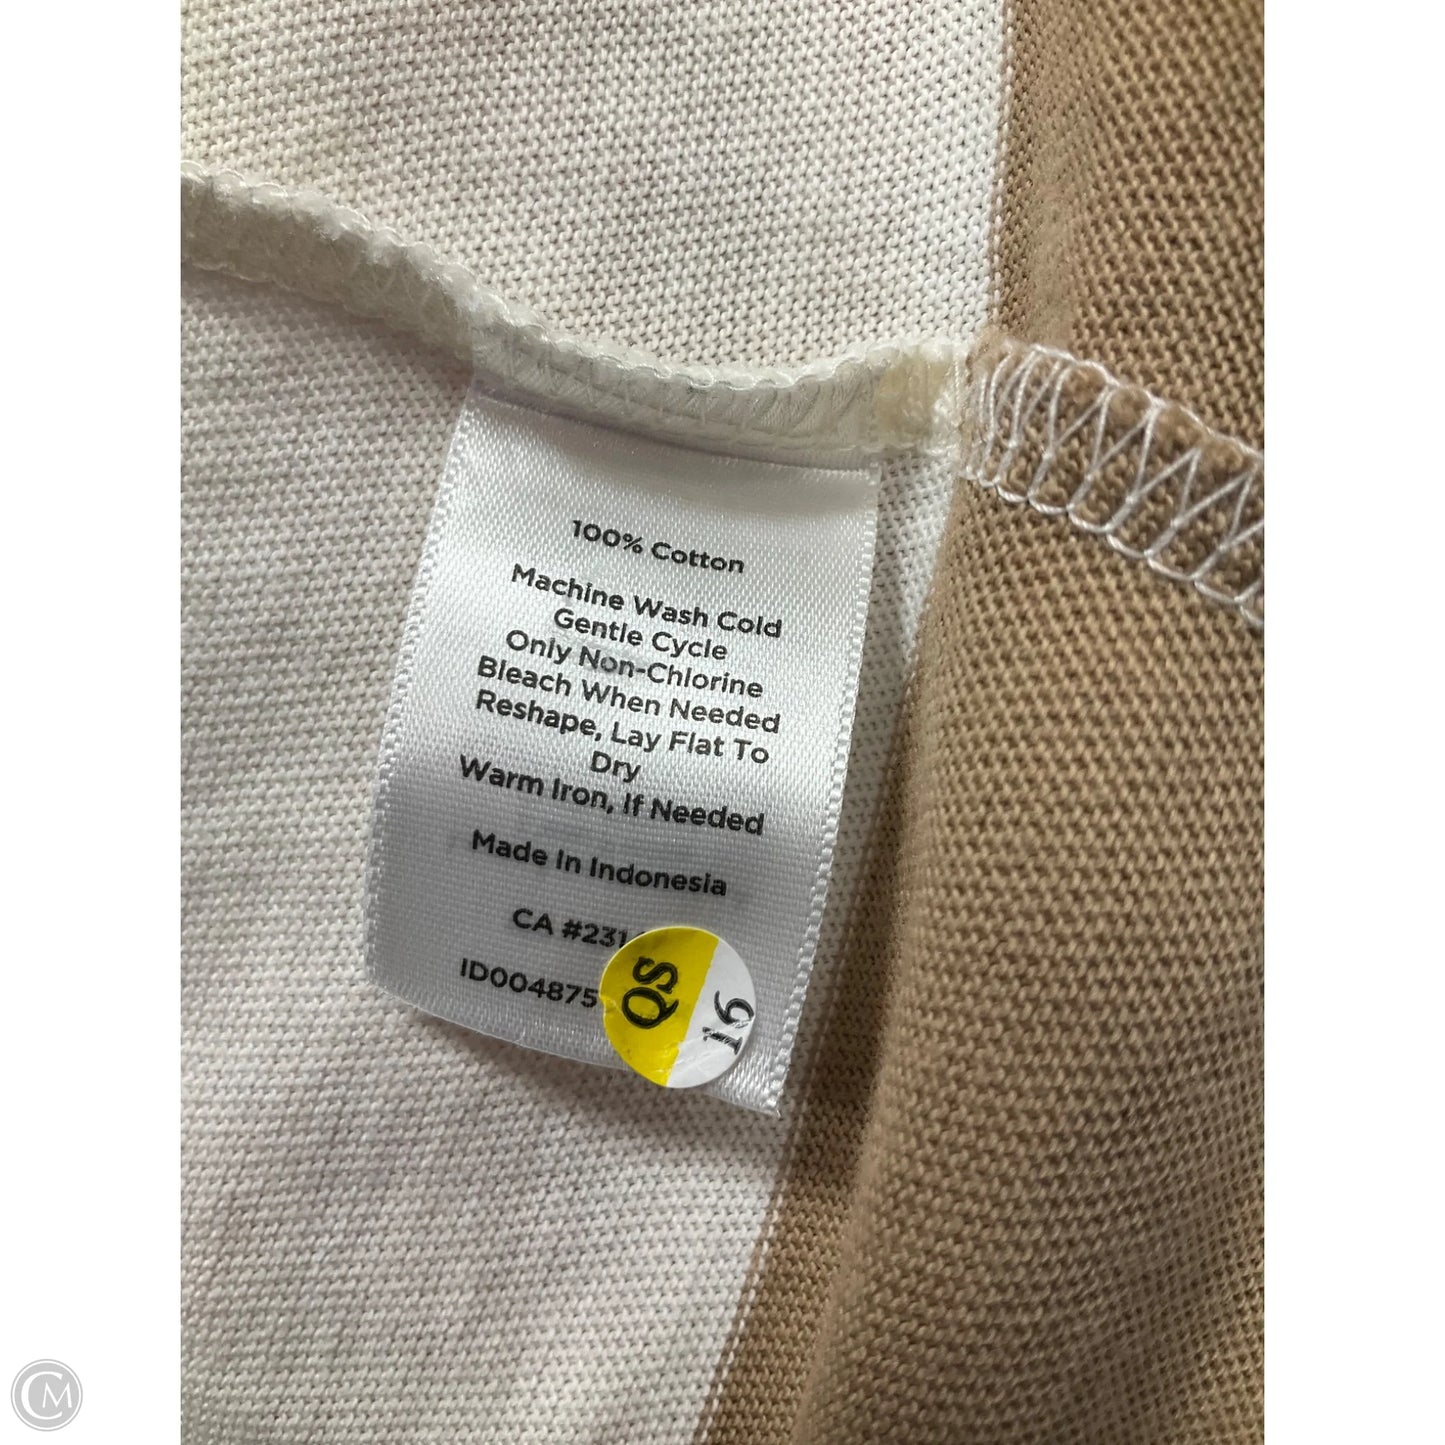 100% Cotton
Machine Wash Cold
Gentle Cycle
Only Non-Chlorine
Bleach When Needed
Reshape, Lay Flat To
Dry
Warm Iron, If Needed
Made In Indonesia
CA #231
ID004875
QS
16
CM